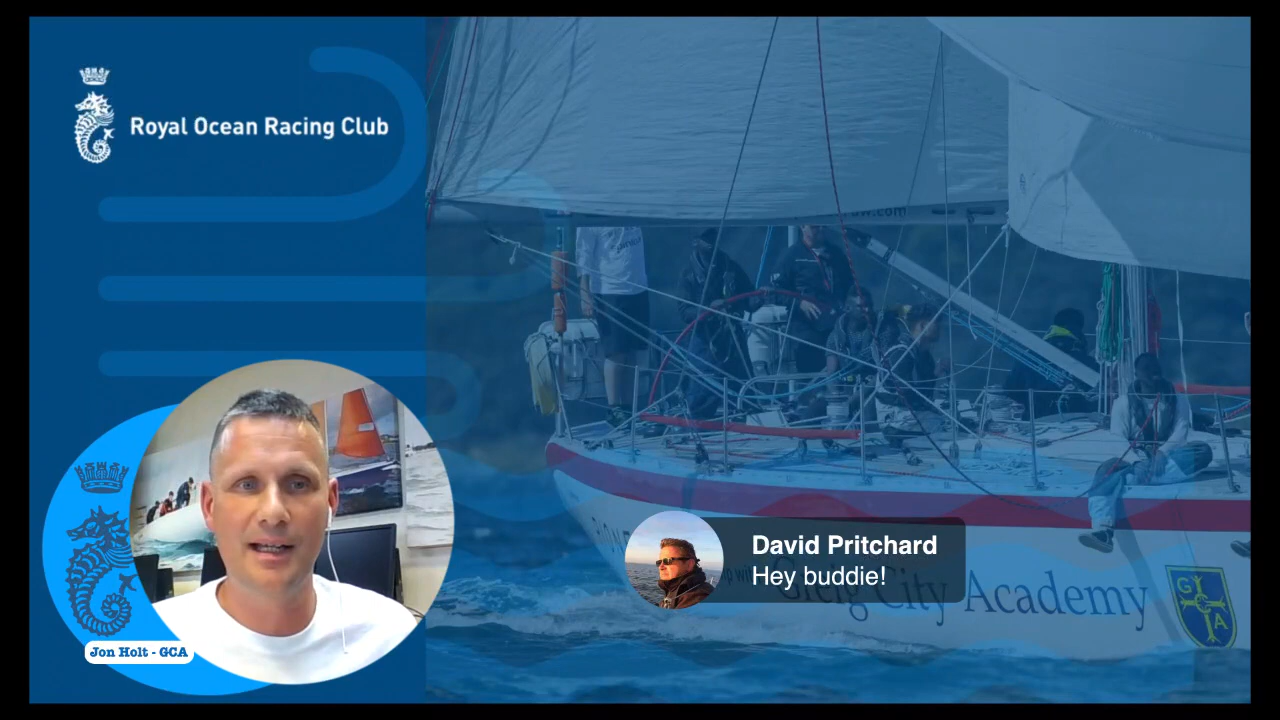 Royal Ocean Racing Club
David Pritchard
Hey buddie!
Greig City Academy
G C
G A
Jon Holt - GCA